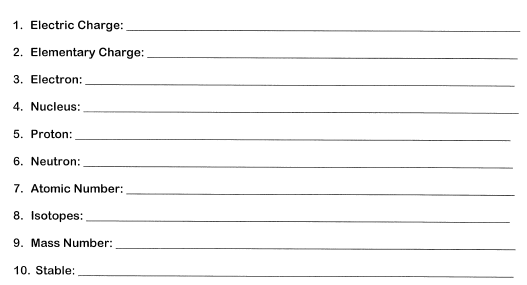 1. Electric Charge:
2. Elementary Charge:
3. Electron:
4. Nucleus:
5. Proton:
6. Neutron:
7. Atomic Number:
8. Isotopes:
9. Mass Number:
10. Stable: